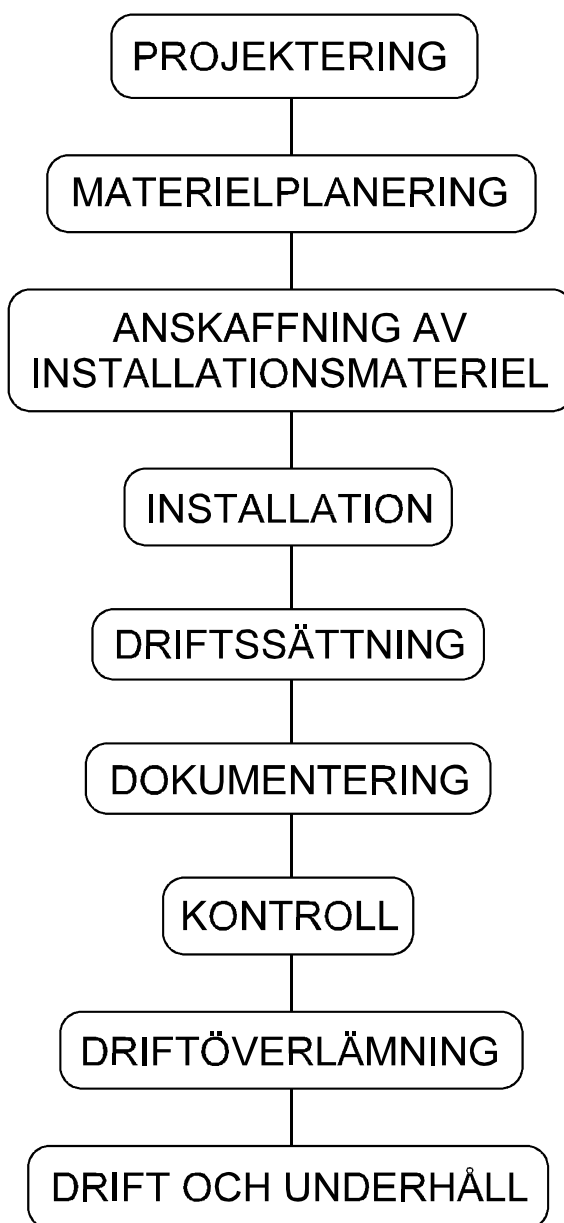 PROJEKTERING
MATERIELPLANERING
ANSKAFFNING AV
INSTALLATIONSMATERIEL
INSTALLATION
DRIFTSSÄTTNING
DOKUMENTERING
KONTROLL
DRIFTÖVERLÄMNING
DRIFT OCH UNDERHÅLL